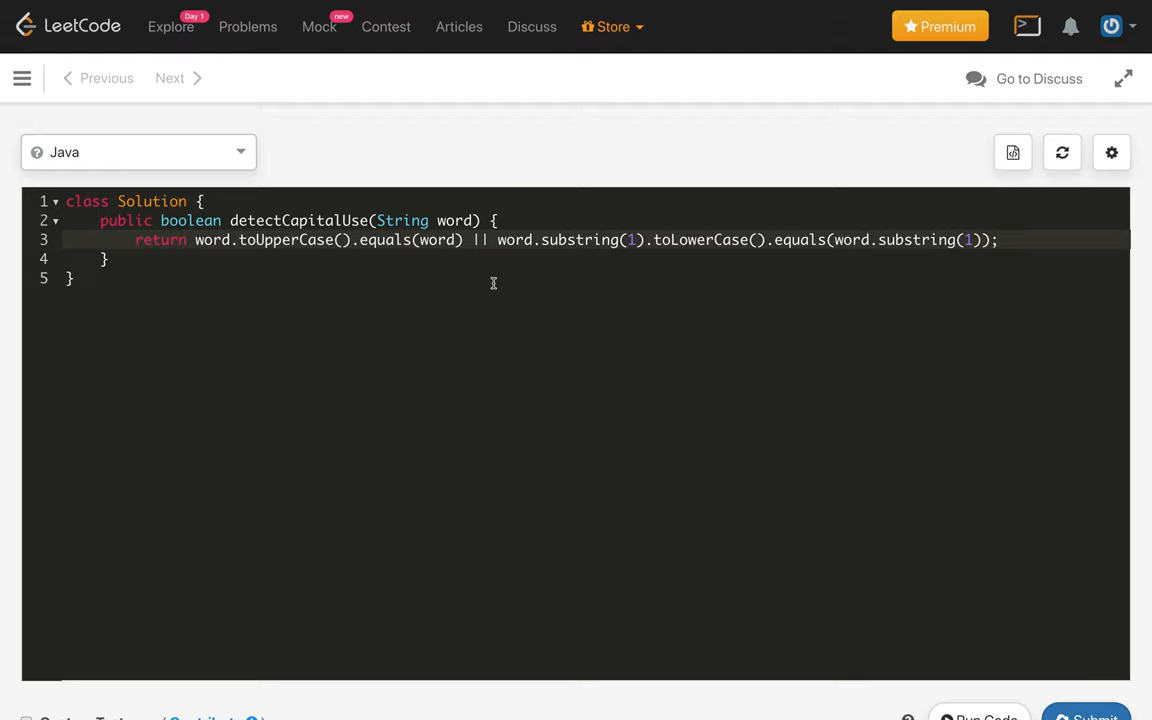 LeetCode Explore Day 1 Problems Mock new Contest Articles Discuss Store Premium
Previous Next Go to Discuss
Java
1 class Solution {
2 public boolean detectCapitalUse(String word) {
3 return word.toUpperCase().equals(word) || word.substring(1).toLowerCase().equals(word.substring(1));
4 }
5 }
Run Code Submit